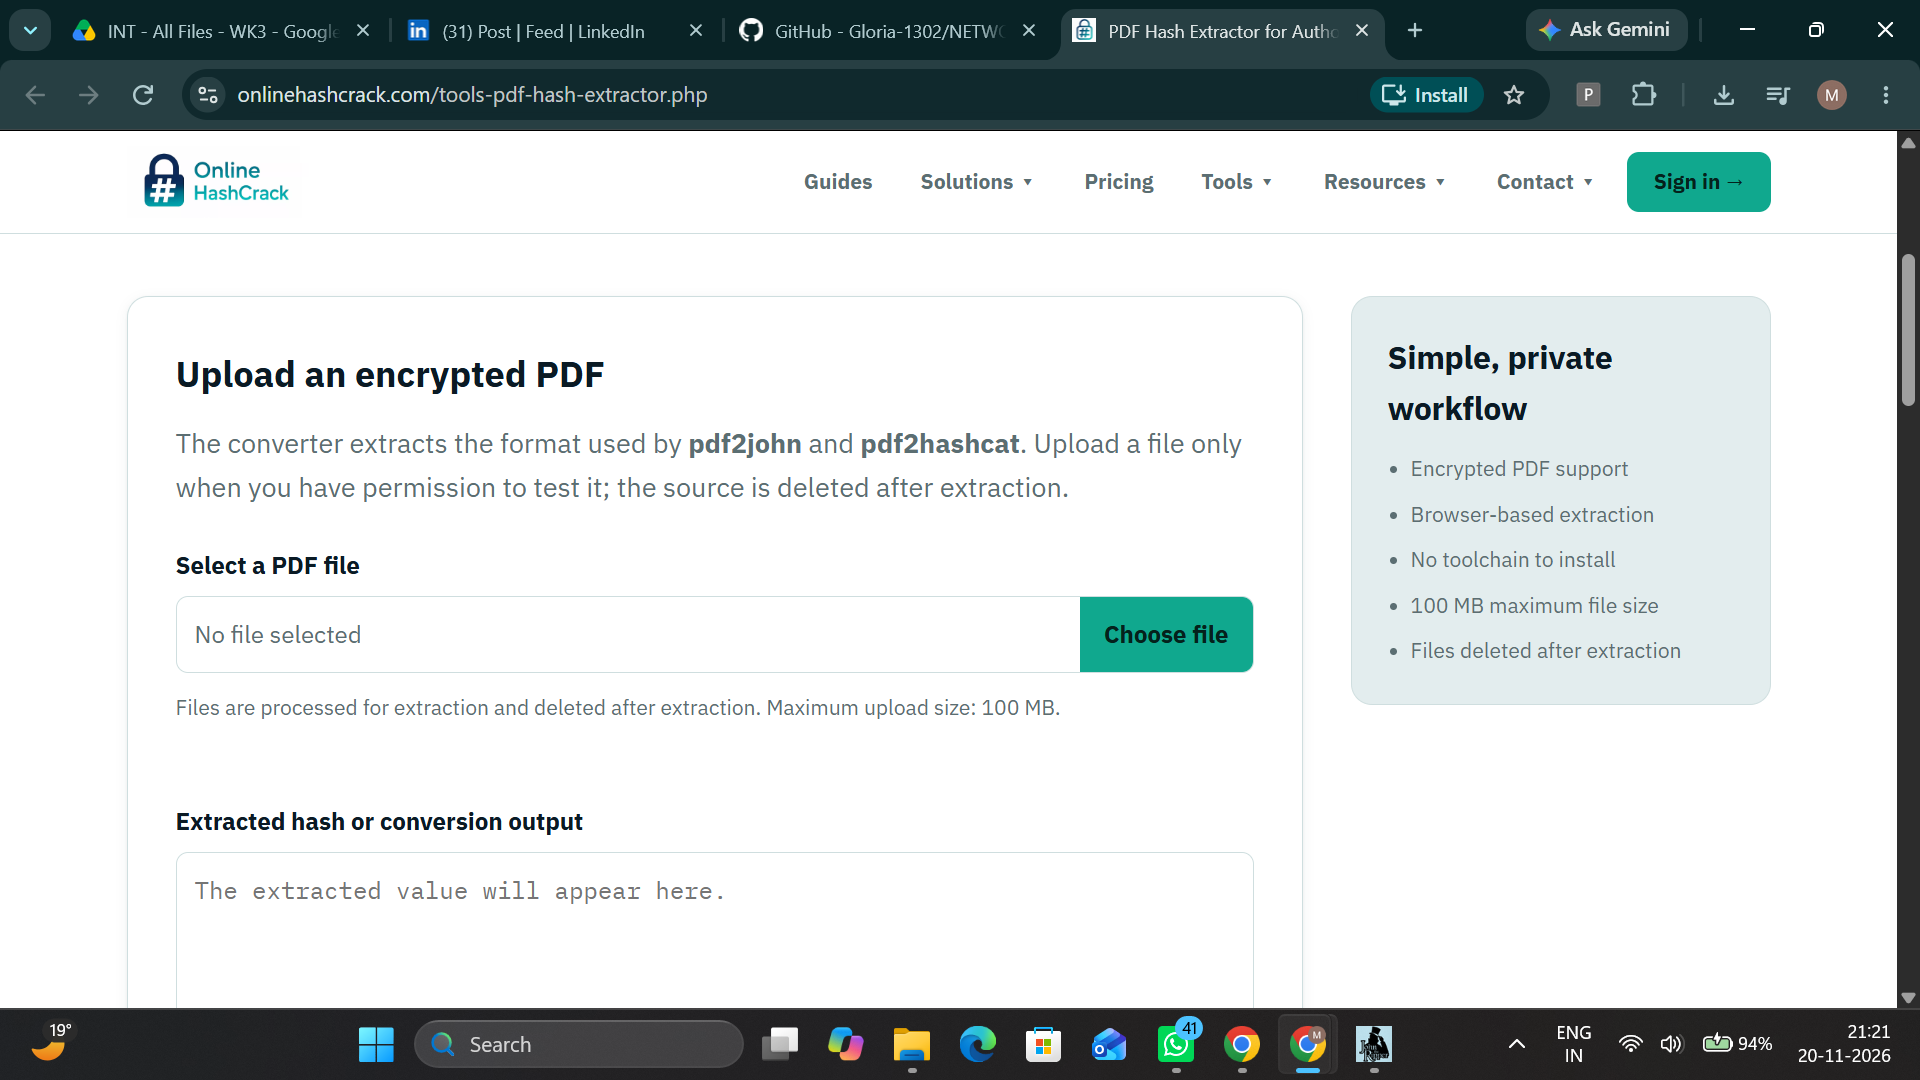 INT - All Files - WK3 - Google
(31) Post | Feed | LinkedIn
GitHub - Gloria-1302/NETWO
PDF Hash Extractor for Autho
Ask Gemini
onlinehashcrack.com/tools-pdf-hash-extractor.php
Install
P
M
Online
HashCrack
Guides
Solutions
Pricing
Tools
Resources
Contact
Sign in →
Upload an encrypted PDF
The converter extracts the format used by pdf2john and pdf2hashcat. Upload a file only
when you have permission to test it; the source is deleted after extraction.
Select a PDF file
No file selected
Choose file
Files are processed for extraction and deleted after extraction. Maximum upload size: 100 MB.
Extracted hash or conversion output
The extracted value will appear here.
Simple, private
workflow
• Encrypted PDF support
• Browser-based extraction
• No toolchain to install
• 100 MB maximum file size
• Files deleted after extraction
19°
Search
41
M
ENG
IN
94%
21:21
20-11-2026